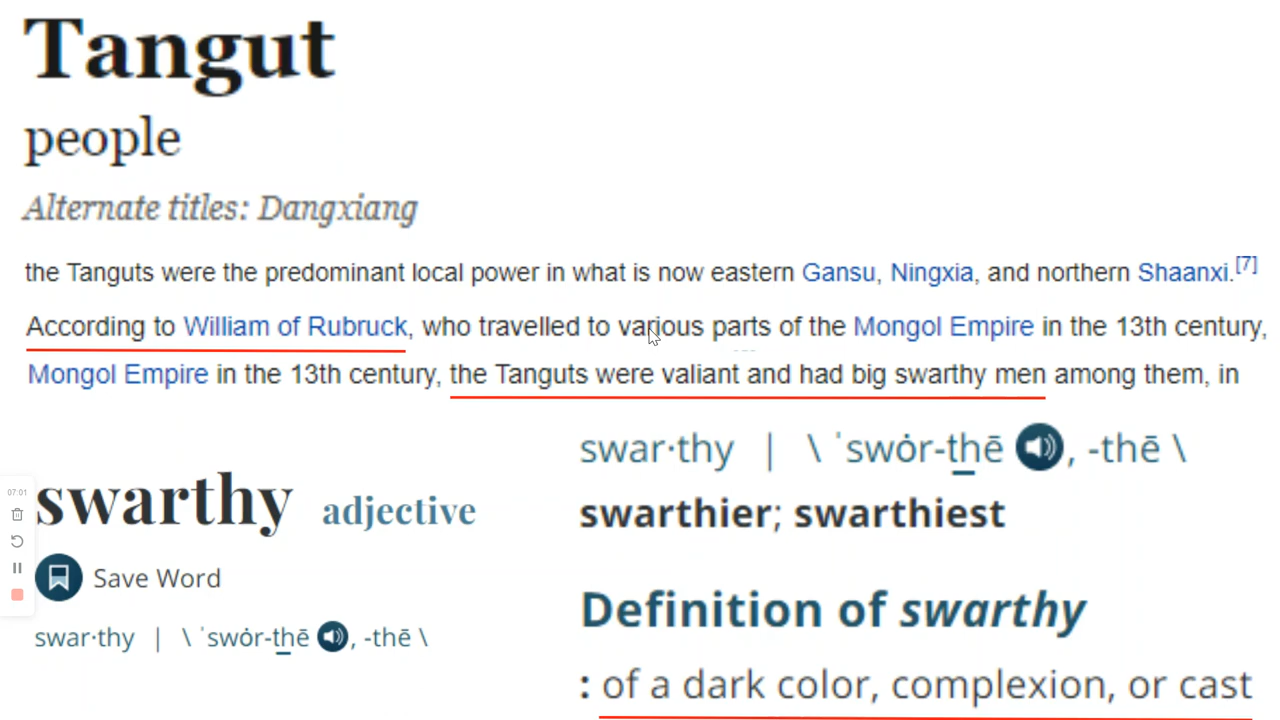 Tangut
people
Alternate titles: Dangxiang
the Tanguts were the predominant local power in what is now eastern Gansu, Ningxia, and northern Shaanxi.[7]
According to William of Rubruck, who travelled to various parts of the Mongol Empire in the 13th century,
Mongol Empire in the 13th century, the Tanguts were valiant and had big swarthy men among them, in
swar·thy | \ ˈswȯr-t͟hē , -thē \
swarthy adjective
swarthier; swarthiest
07:01
Save Word
Definition of swarthy
swar·thy | \ ˈswȯr-t͟hē , -thē \
: of a dark color, complexion, or cast